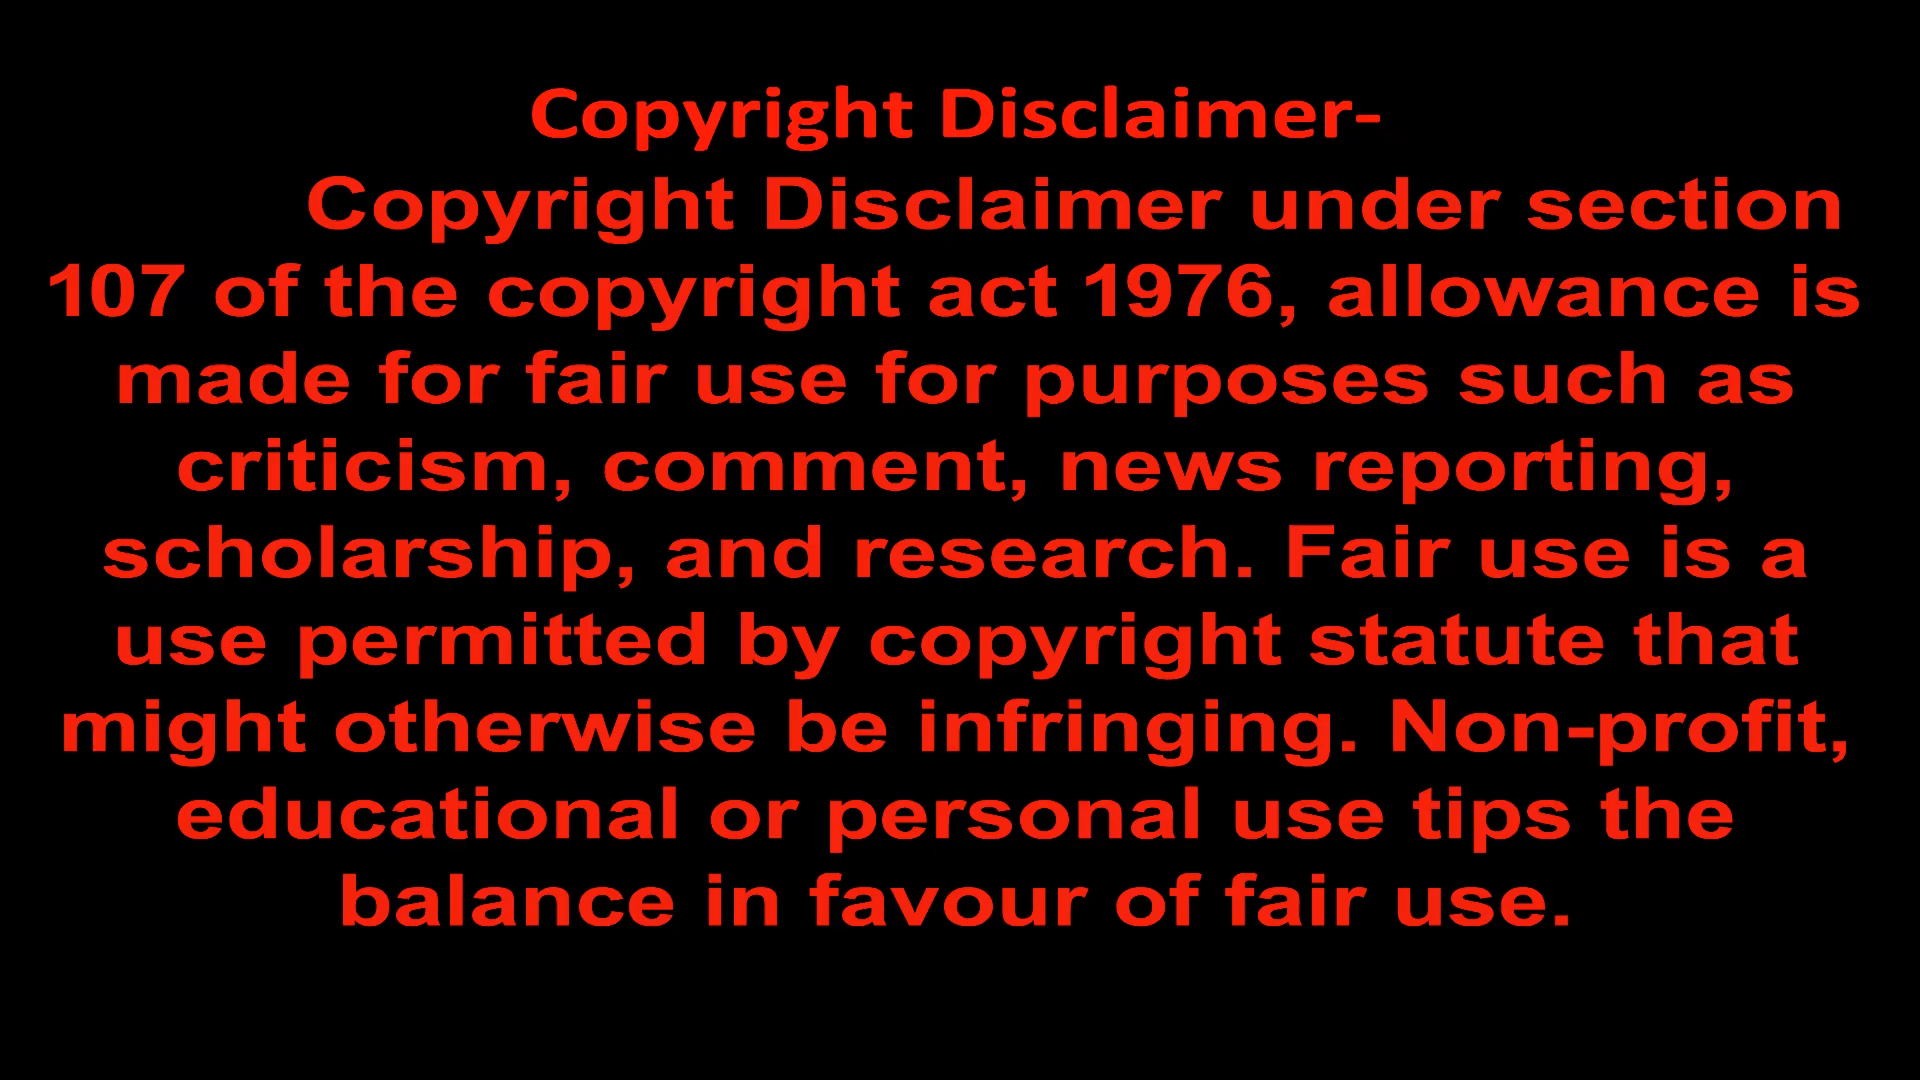 Copyright Disclaimer-
Copyright Disclaimer under section
107 of the copyright act 1976, allowance is
made for fair use for purposes such as
criticism, comment, news reporting,
scholarship, and research. Fair use is a
use permitted by copyright statute that
might otherwise be infringing. Non-profit,
educational or personal use tips the
balance in favour of fair use.